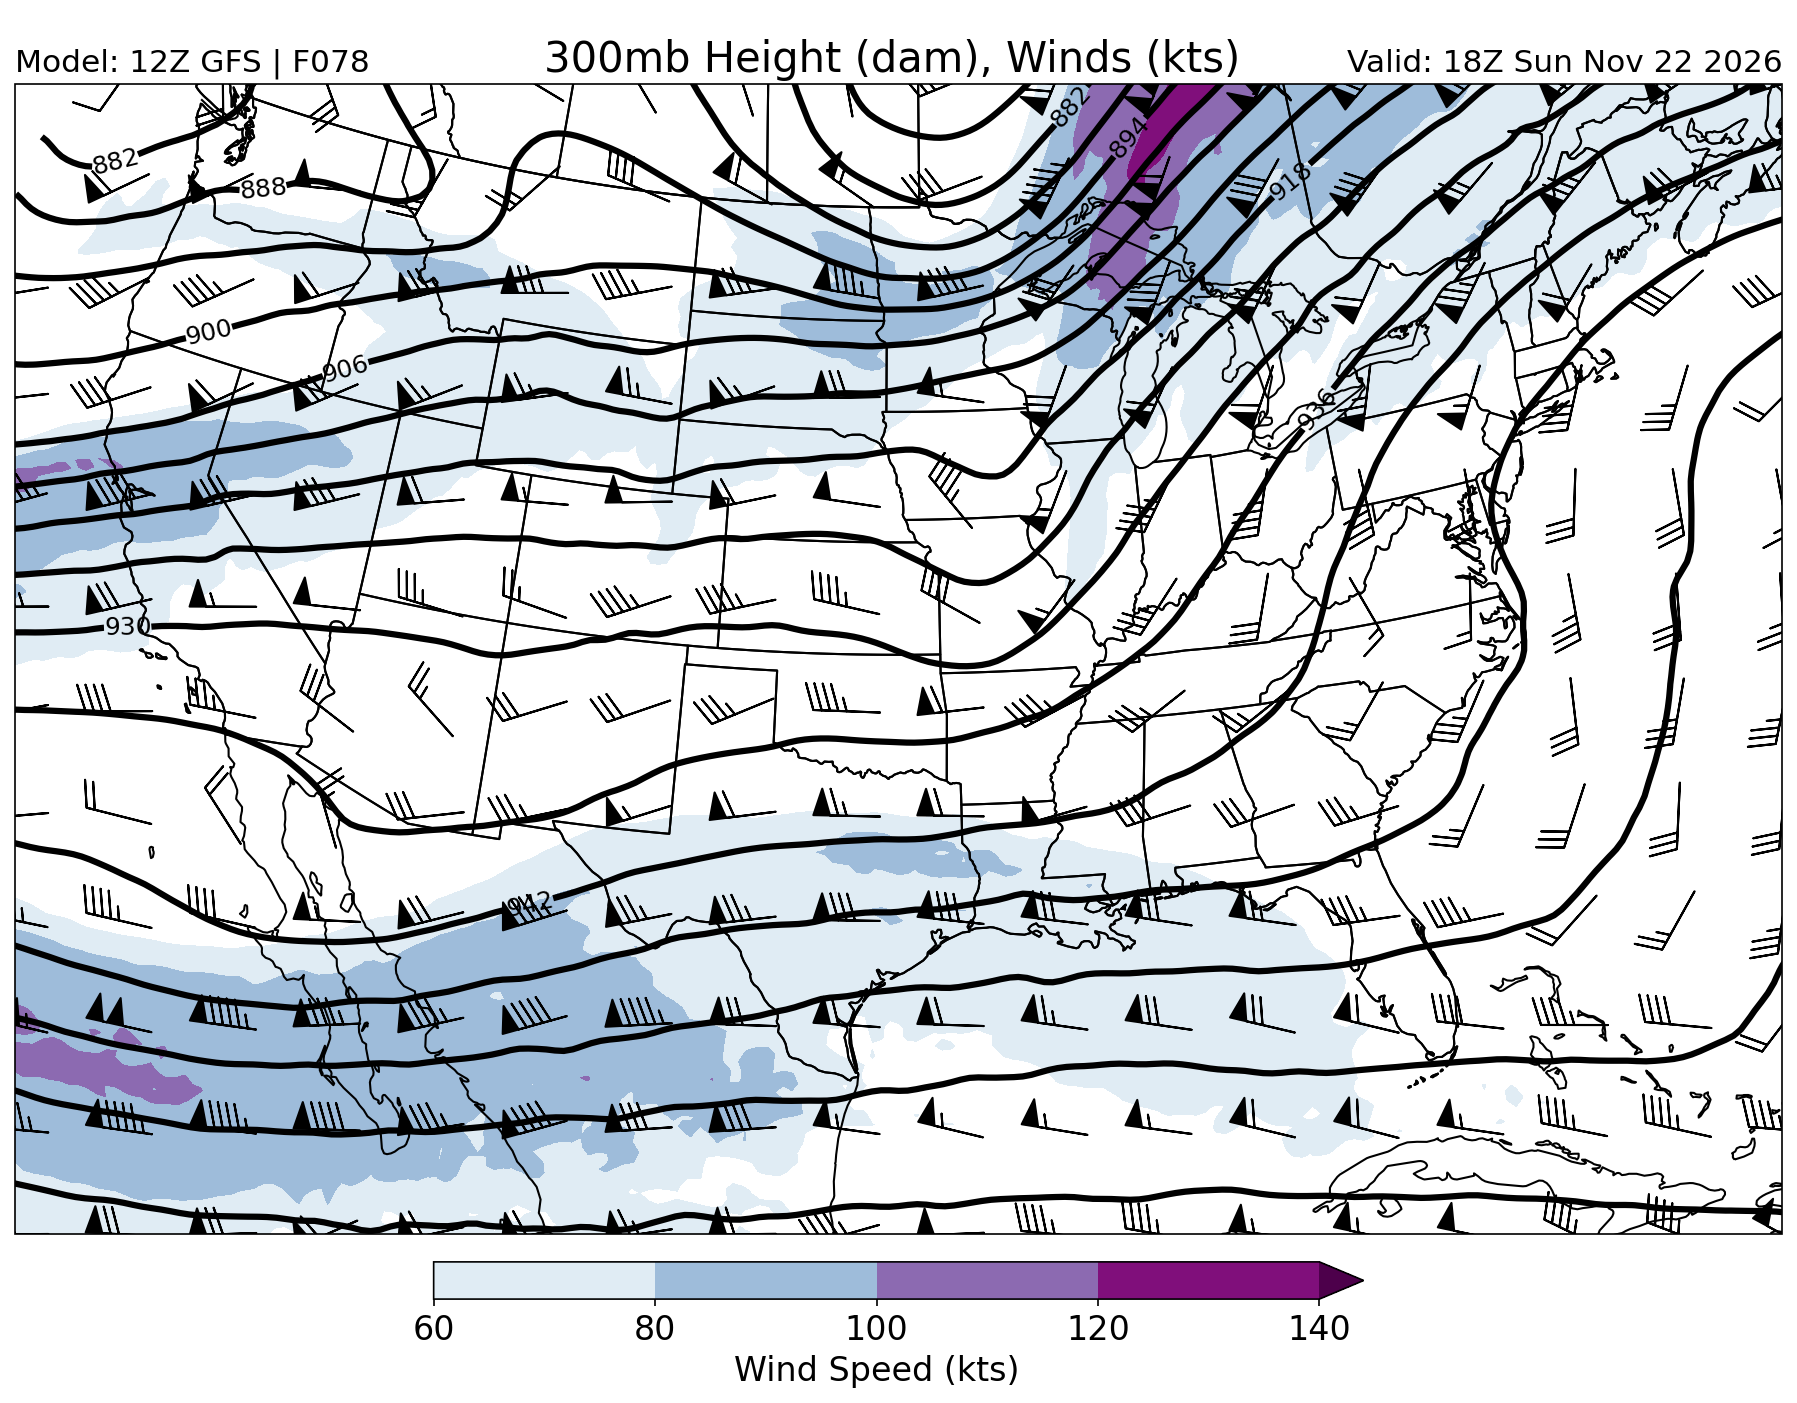 Model: 12Z GFS | F078
300mb Height (dam), Winds (kts)
Valid: 18Z Sun Nov 22 2026
882
894
882
888
918
900
906
936
930
942
60 80 100 120 140
Wind Speed (kts)